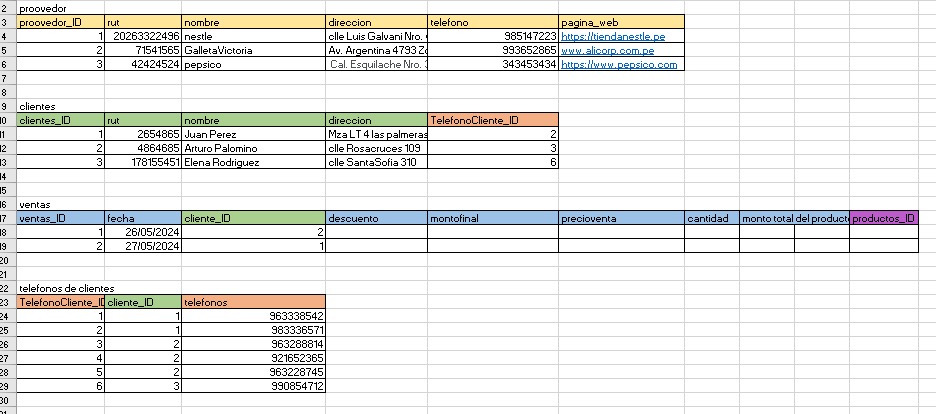 2 proovedor
3 proovedor_ID rut nombre direccion telefono pagina_web
4 1 20263322496 nestle clle Luis Galvani Nro. 985147223 https://tiendanestle.pe
5 2 71541565 GalletaVictoria Av. Argentina 4793 Zo 993652865 www.alicorp.com.pe
6 3 42424524 pepsico Cal. Esquilache Nro. 3 343453434 https://www.pepsico.com
7
8
9 clientes
10 clientes_ID rut nombre direccion TelefonoCliente_ID
11 1 2654865 Juan Perez Mza LT 4 las palmeras 2
12 2 4864685 Arturo Palomino clle Rosacruces 109 3
13 3 178155451 Elena Rodriguez clle SantaSofia 310 6
14
15
16 ventas
17 ventas_ID fecha cliente_ID descuento montofinal precioventa cantidad monto total del producto productos_ID
18 1 26/05/2024 2
19 2 27/05/2024 1
20
21
22 telefonos de clientes
23 TelefonoCliente_ID cliente_ID telefonos
24 1 1 963338542
25 2 1 983336571
26 3 2 963288814
27 4 2 921652365
28 5 2 963228745
29 6 3 990854712
30